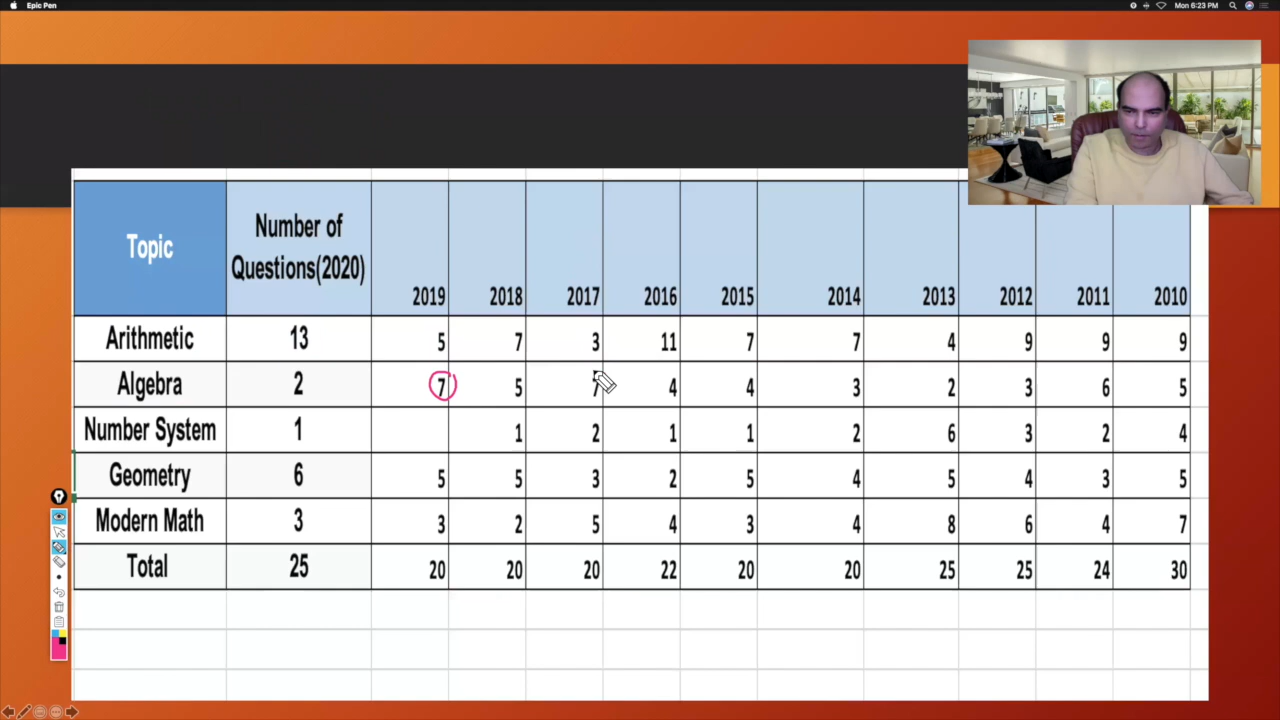 Epic Pen
Mon 6:23 PM
Topic Number of Questions(2020) 2019 2018 2017 2016 2015 2014 2013 2012 2011 2010
Arithmetic 13 5 7 3 11 7 7 4 9 9 9
Algebra 2 7 5 7 4 4 3 2 3 6 5
Number System 1 1 2 1 1 2 6 3 2 4
Geometry 6 5 5 3 2 5 4 5 4 3 5
Modern Math 3 3 2 5 4 3 4 8 6 4 7
Total 25 20 20 20 22 20 20 25 25 24 30